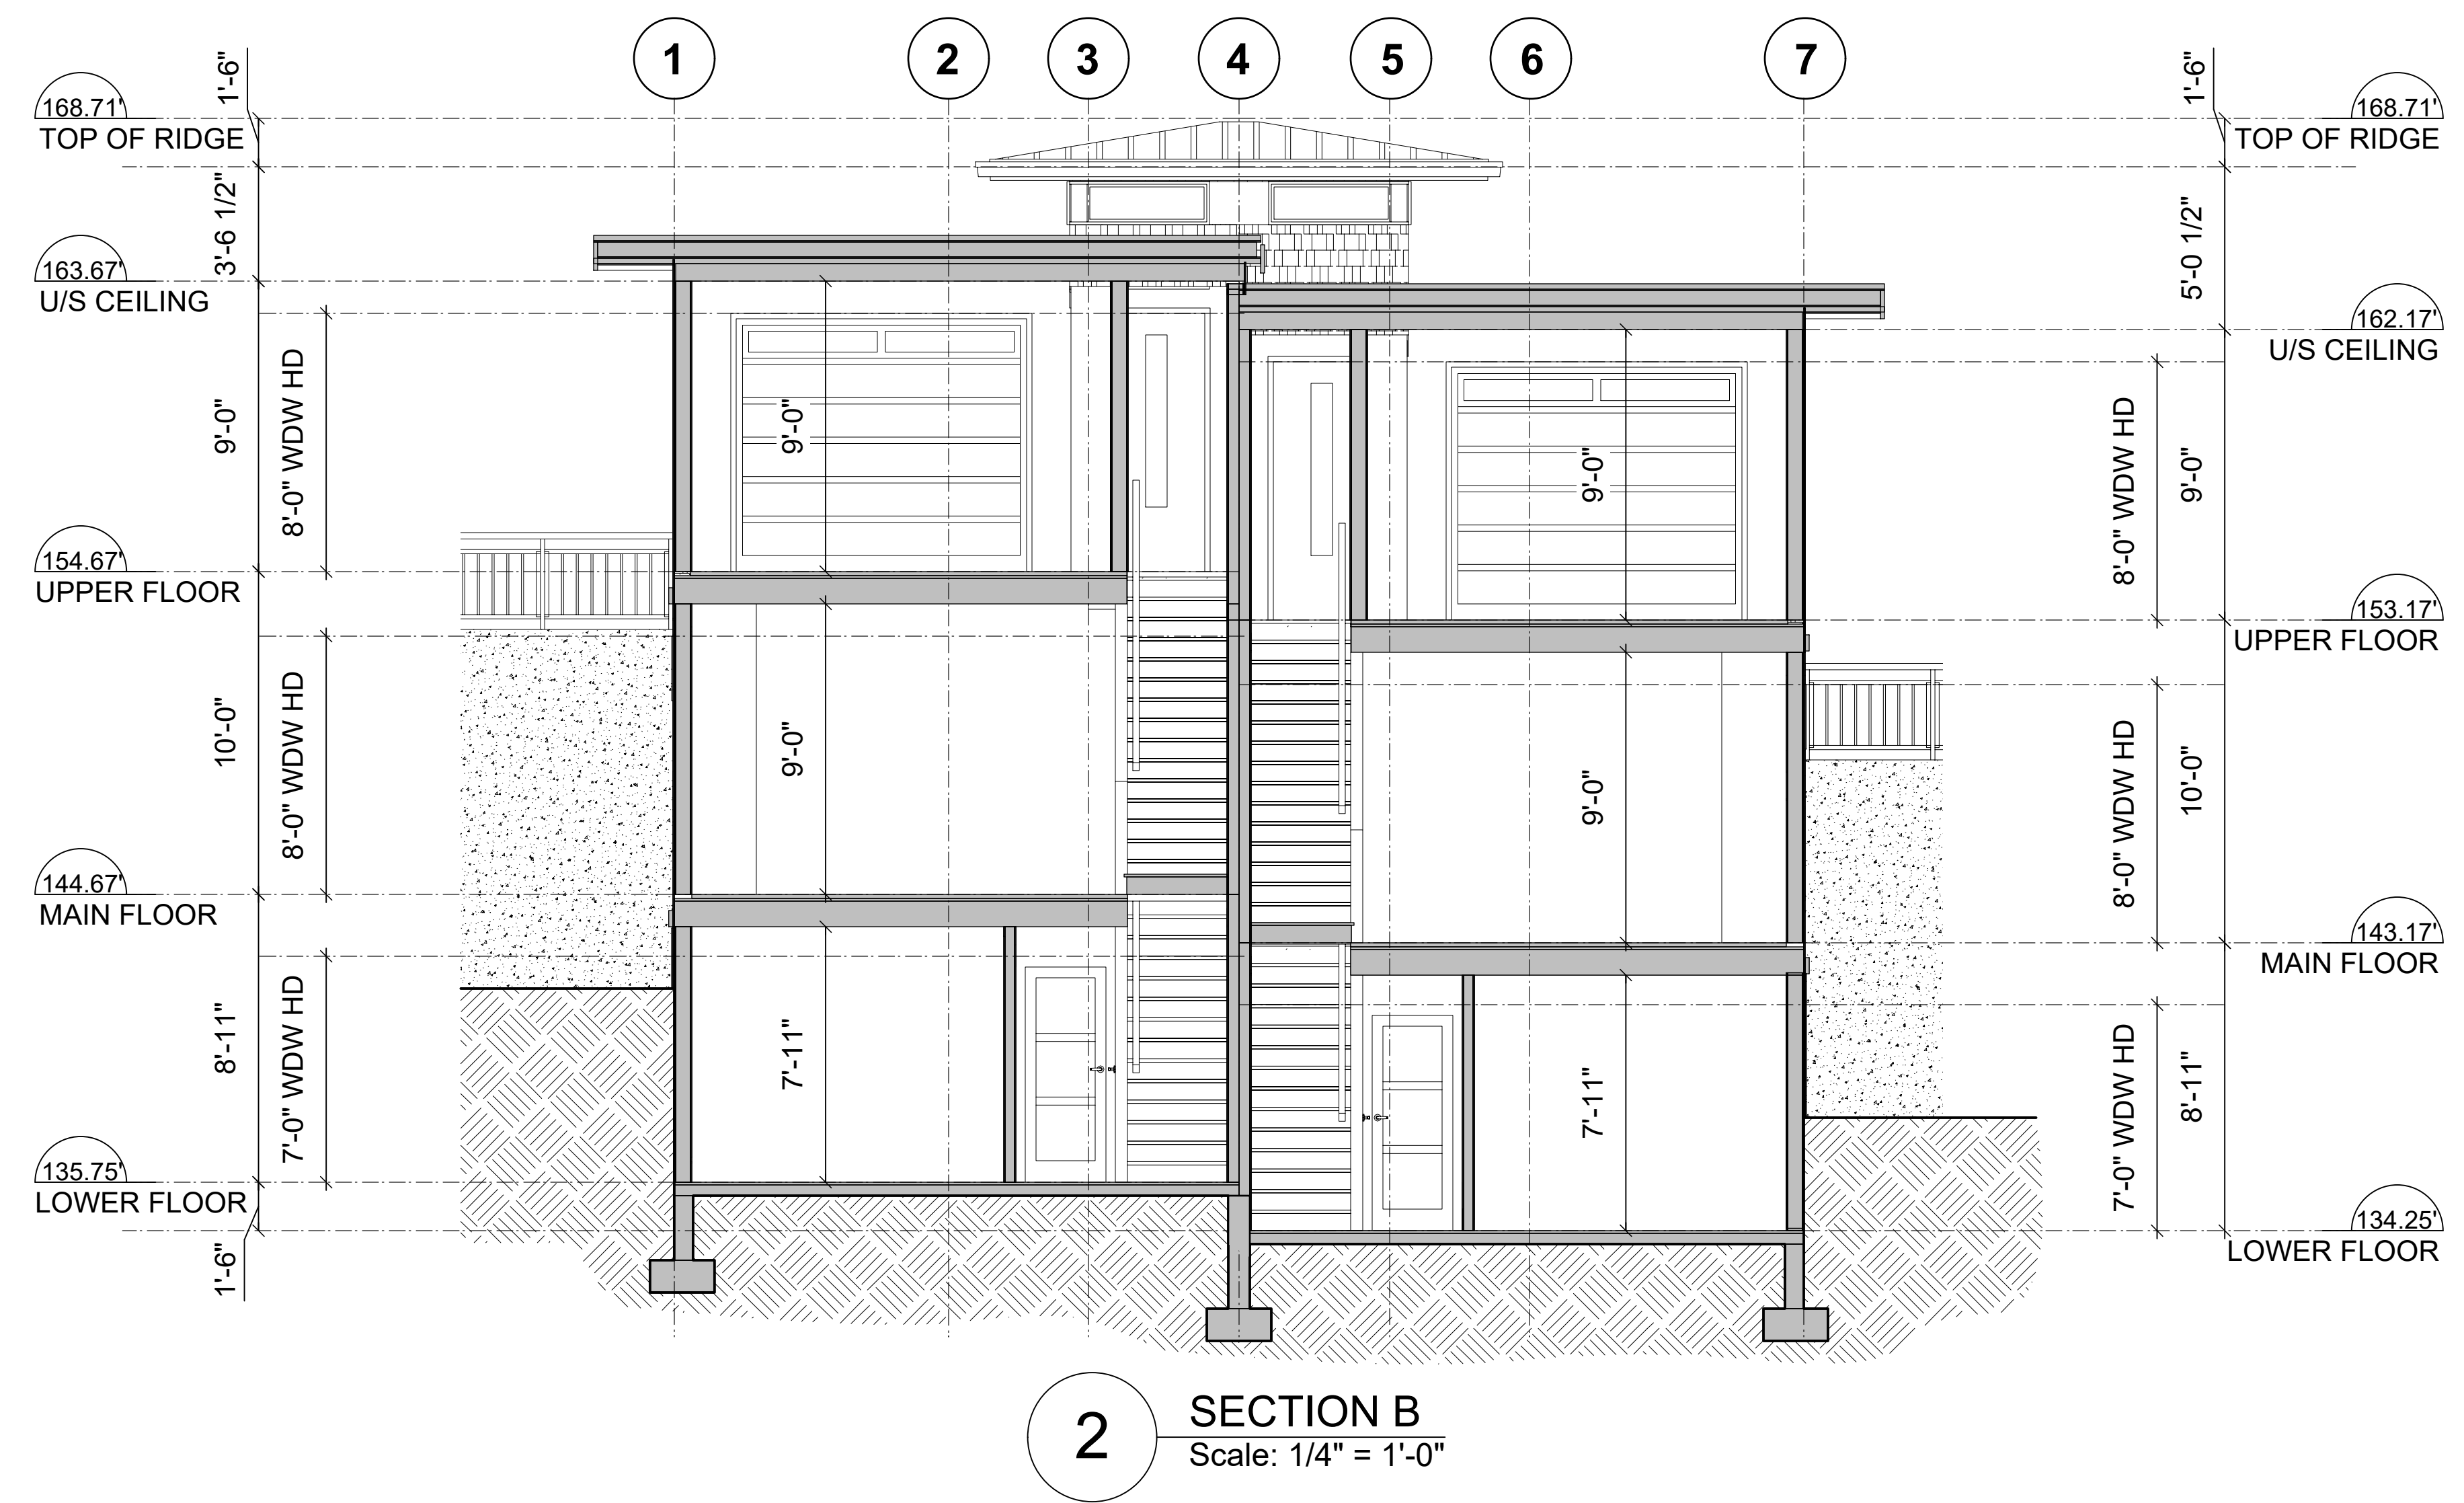 1
2
3
4
5
6
7
1'-6"
168.71'
TOP OF RIDGE
3'-6 1/2"
163.67'
U/S CEILING
9'-0"
8'-0" WDW HD
154.67'
UPPER FLOOR
10'-0"
8'-0" WDW HD
144.67'
MAIN FLOOR
8'-11"
7'-0" WDW HD
135.75'
LOWER FLOOR
1'-6"
9'-0"
9'-0"
7'-11"
9'-0"
9'-0"
7'-11"
1'-6"
168.71'
TOP OF RIDGE
5'-0 1/2"
162.17'
U/S CEILING
8'-0" WDW HD
9'-0"
153.17'
UPPER FLOOR
8'-0" WDW HD
10'-0"
143.17'
MAIN FLOOR
7'-0" WDW HD
8'-11"
134.25'
LOWER FLOOR
2
SECTION B
Scale: 1/4" = 1'-0"